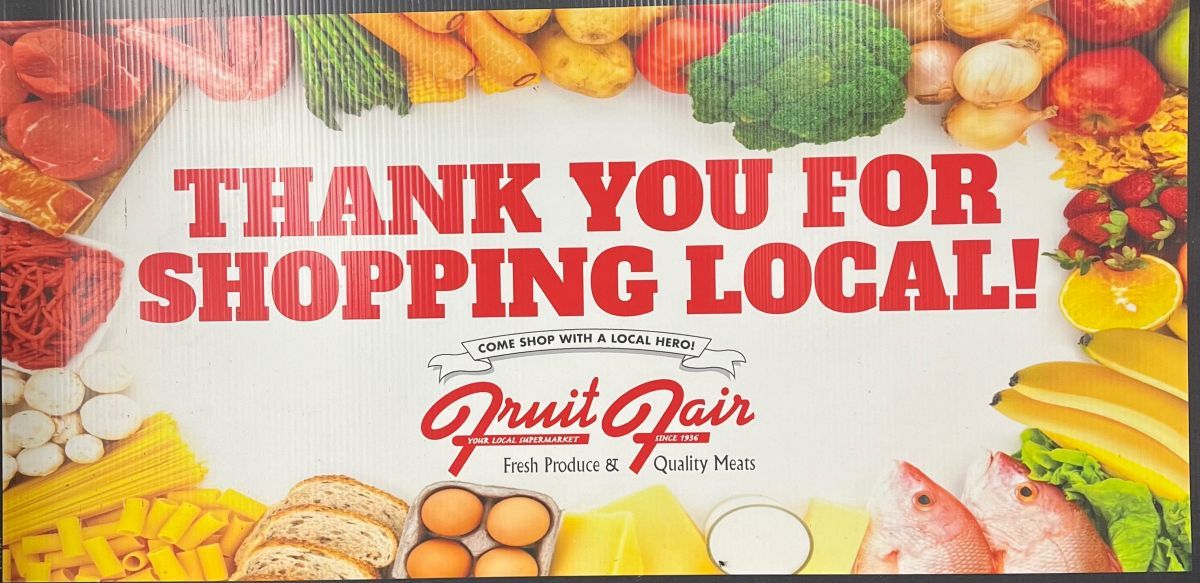 THANK YOU FOR
SHOPPING LOCAL!
COME SHOP WITH A LOCAL HERO!
Fruit Fair
YOUR LOCAL SUPERMARKET SINCE 1936
Fresh Produce & Quality Meats